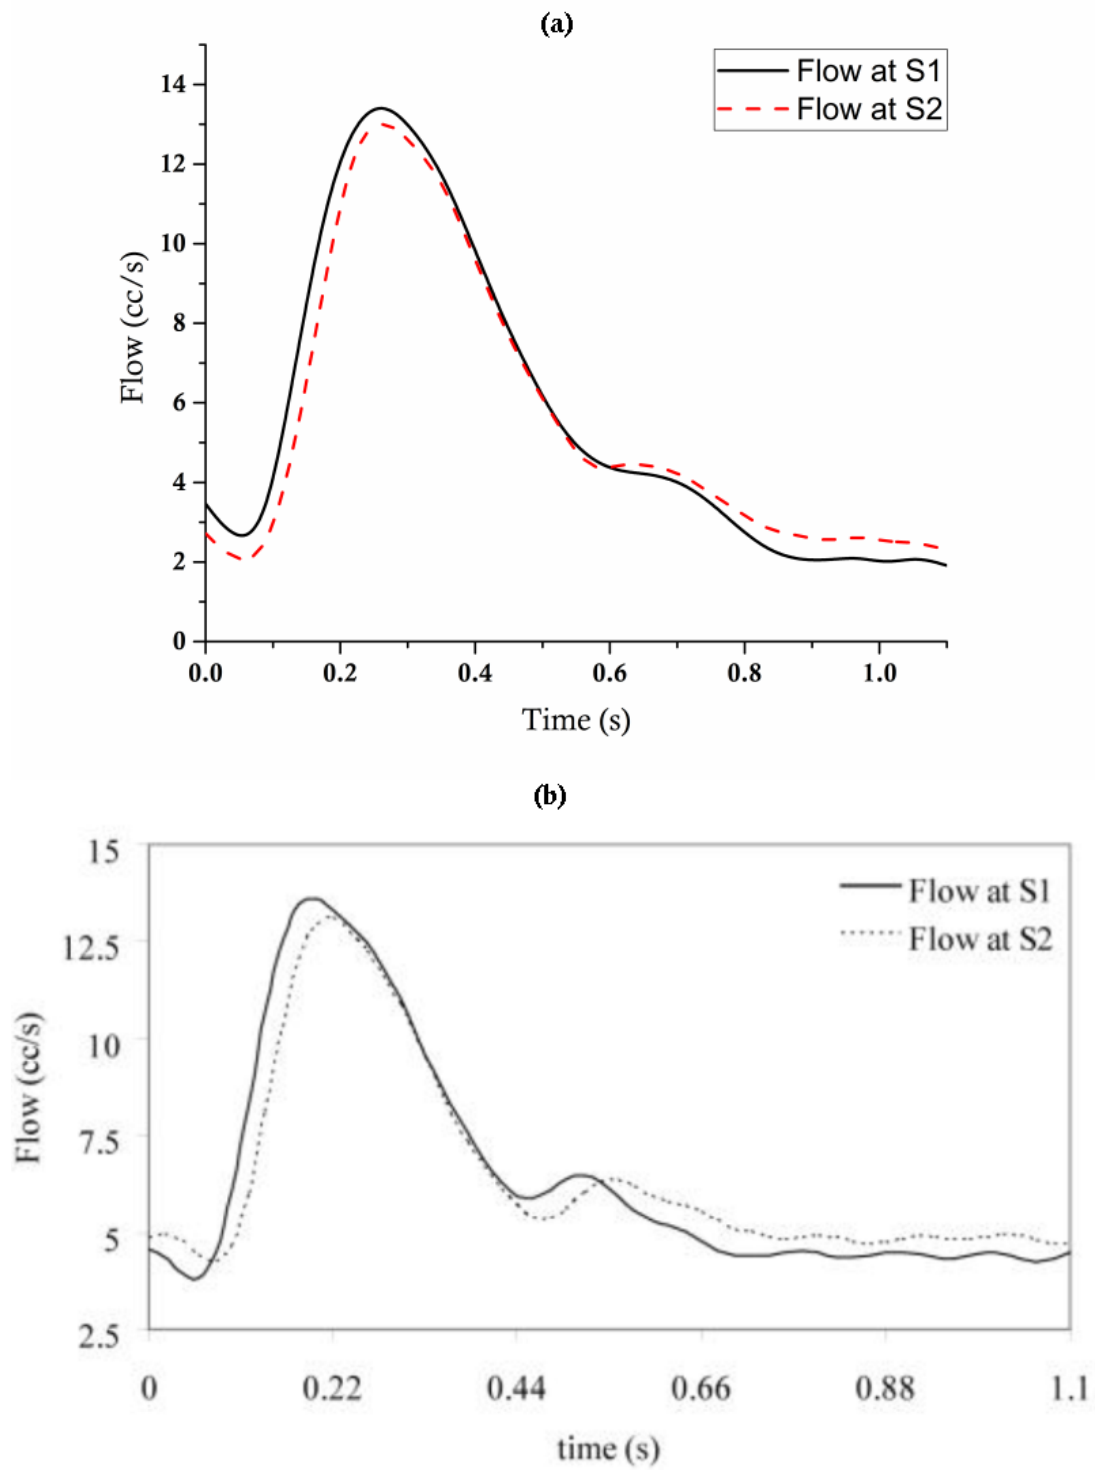 (a)
Flow at S1
Flow at S2
14
12
10
8
6
4
2
0
Flow (cc/s)
0.0 0.2 0.4 0.6 0.8 1.0
Time (s)
(b)
Flow at S1
Flow at S2
15
12.5
10
7.5
5
2.5
Flow (cc/s)
0 0.22 0.44 0.66 0.88 1.1
time (s)